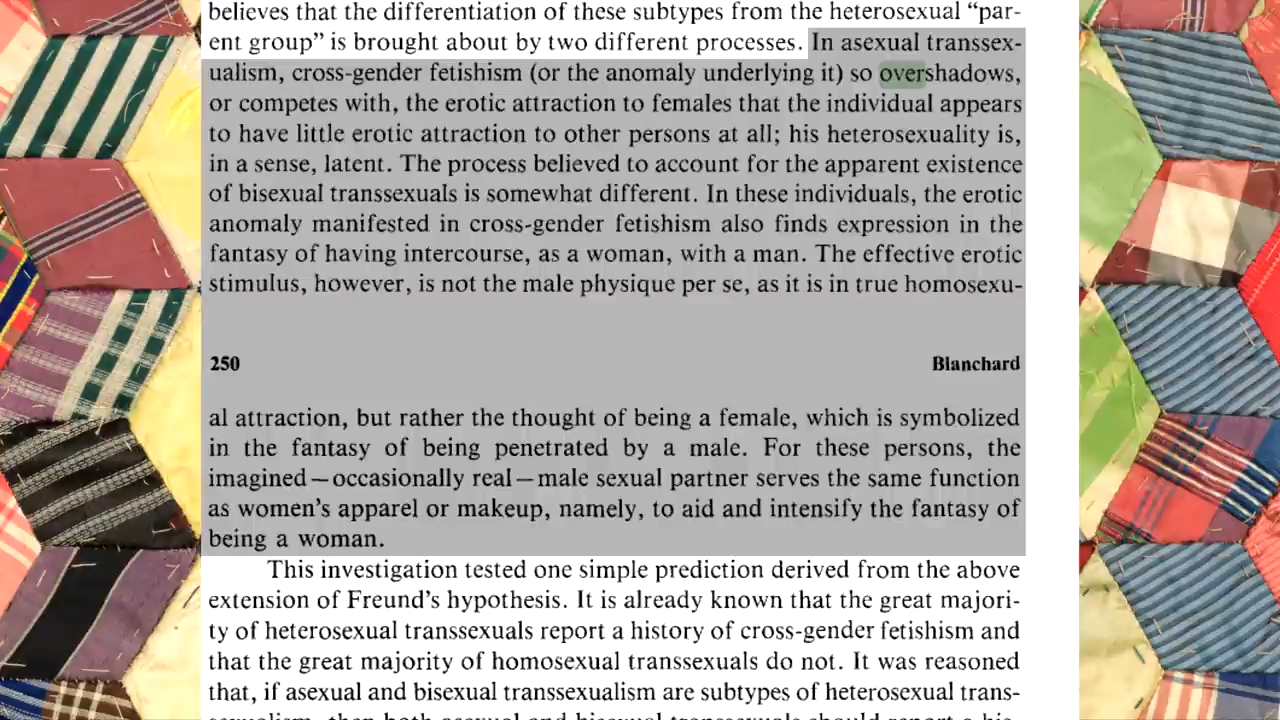 believes that the differentiation of these subtypes from the heterosexual “par-
ent group” is brought about by two different processes. In asexual transsex-
ualism, cross-gender fetishism (or the anomaly underlying it) so overshadows,
or competes with, the erotic attraction to females that the individual appears
to have little erotic attraction to other persons at all; his heterosexuality is,
in a sense, latent. The process believed to account for the apparent existence
of bisexual transsexuals is somewhat different. In these individuals, the erotic
anomaly manifested in cross-gender fetishism also finds expression in the
fantasy of having intercourse, as a woman, with a man. The effective erotic
stimulus, however, is not the male physique per se, as it is in true homosexu-
250 Blanchard
al attraction, but rather the thought of being a female, which is symbolized
in the fantasy of being penetrated by a male. For these persons, the
imagined—occasionally real—male sexual partner serves the same function
as women’s apparel or makeup, namely, to aid and intensify the fantasy of
being a woman.
This investigation tested one simple prediction derived from the above
extension of Freund’s hypothesis. It is already known that the great majori-
ty of heterosexual transsexuals report a history of cross-gender fetishism and
that the great majority of homosexual transsexuals do not. It was reasoned
that, if asexual and bisexual transsexualism are subtypes of heterosexual trans-